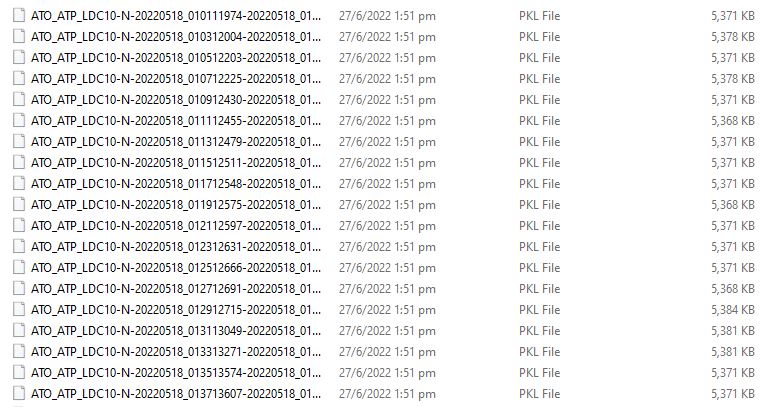 ATO_ATP_LDC10-N-20220518_010111974-20220518_01... 27/6/2022 1:51 pm PKL File 5,371 KB
ATO_ATP_LDC10-N-20220518_010312004-20220518_01... 27/6/2022 1:51 pm PKL File 5,378 KB
ATO_ATP_LDC10-N-20220518_010512203-20220518_01... 27/6/2022 1:51 pm PKL File 5,371 KB
ATO_ATP_LDC10-N-20220518_010712225-20220518_01... 27/6/2022 1:51 pm PKL File 5,378 KB
ATO_ATP_LDC10-N-20220518_010912430-20220518_01... 27/6/2022 1:51 pm PKL File 5,371 KB
ATO_ATP_LDC10-N-20220518_011112455-20220518_01... 27/6/2022 1:51 pm PKL File 5,368 KB
ATO_ATP_LDC10-N-20220518_011312479-20220518_01... 27/6/2022 1:51 pm PKL File 5,371 KB
ATO_ATP_LDC10-N-20220518_011512511-20220518_01... 27/6/2022 1:51 pm PKL File 5,371 KB
ATO_ATP_LDC10-N-20220518_011712548-20220518_01... 27/6/2022 1:51 pm PKL File 5,371 KB
ATO_ATP_LDC10-N-20220518_011912575-20220518_01... 27/6/2022 1:51 pm PKL File 5,368 KB
ATO_ATP_LDC10-N-20220518_012112597-20220518_01... 27/6/2022 1:51 pm PKL File 5,371 KB
ATO_ATP_LDC10-N-20220518_012312631-20220518_01... 27/6/2022 1:51 pm PKL File 5,371 KB
ATO_ATP_LDC10-N-20220518_012512666-20220518_01... 27/6/2022 1:51 pm PKL File 5,371 KB
ATO_ATP_LDC10-N-20220518_012712691-20220518_01... 27/6/2022 1:51 pm PKL File 5,368 KB
ATO_ATP_LDC10-N-20220518_012912715-20220518_01... 27/6/2022 1:51 pm PKL File 5,384 KB
ATO_ATP_LDC10-N-20220518_013113049-20220518_01... 27/6/2022 1:51 pm PKL File 5,381 KB
ATO_ATP_LDC10-N-20220518_013313271-20220518_01... 27/6/2022 1:51 pm PKL File 5,381 KB
ATO_ATP_LDC10-N-20220518_013513574-20220518_01... 27/6/2022 1:51 pm PKL File 5,371 KB
ATO_ATP_LDC10-N-20220518_013713607-20220518_01... 27/6/2022 1:51 pm PKL File 5,371 KB